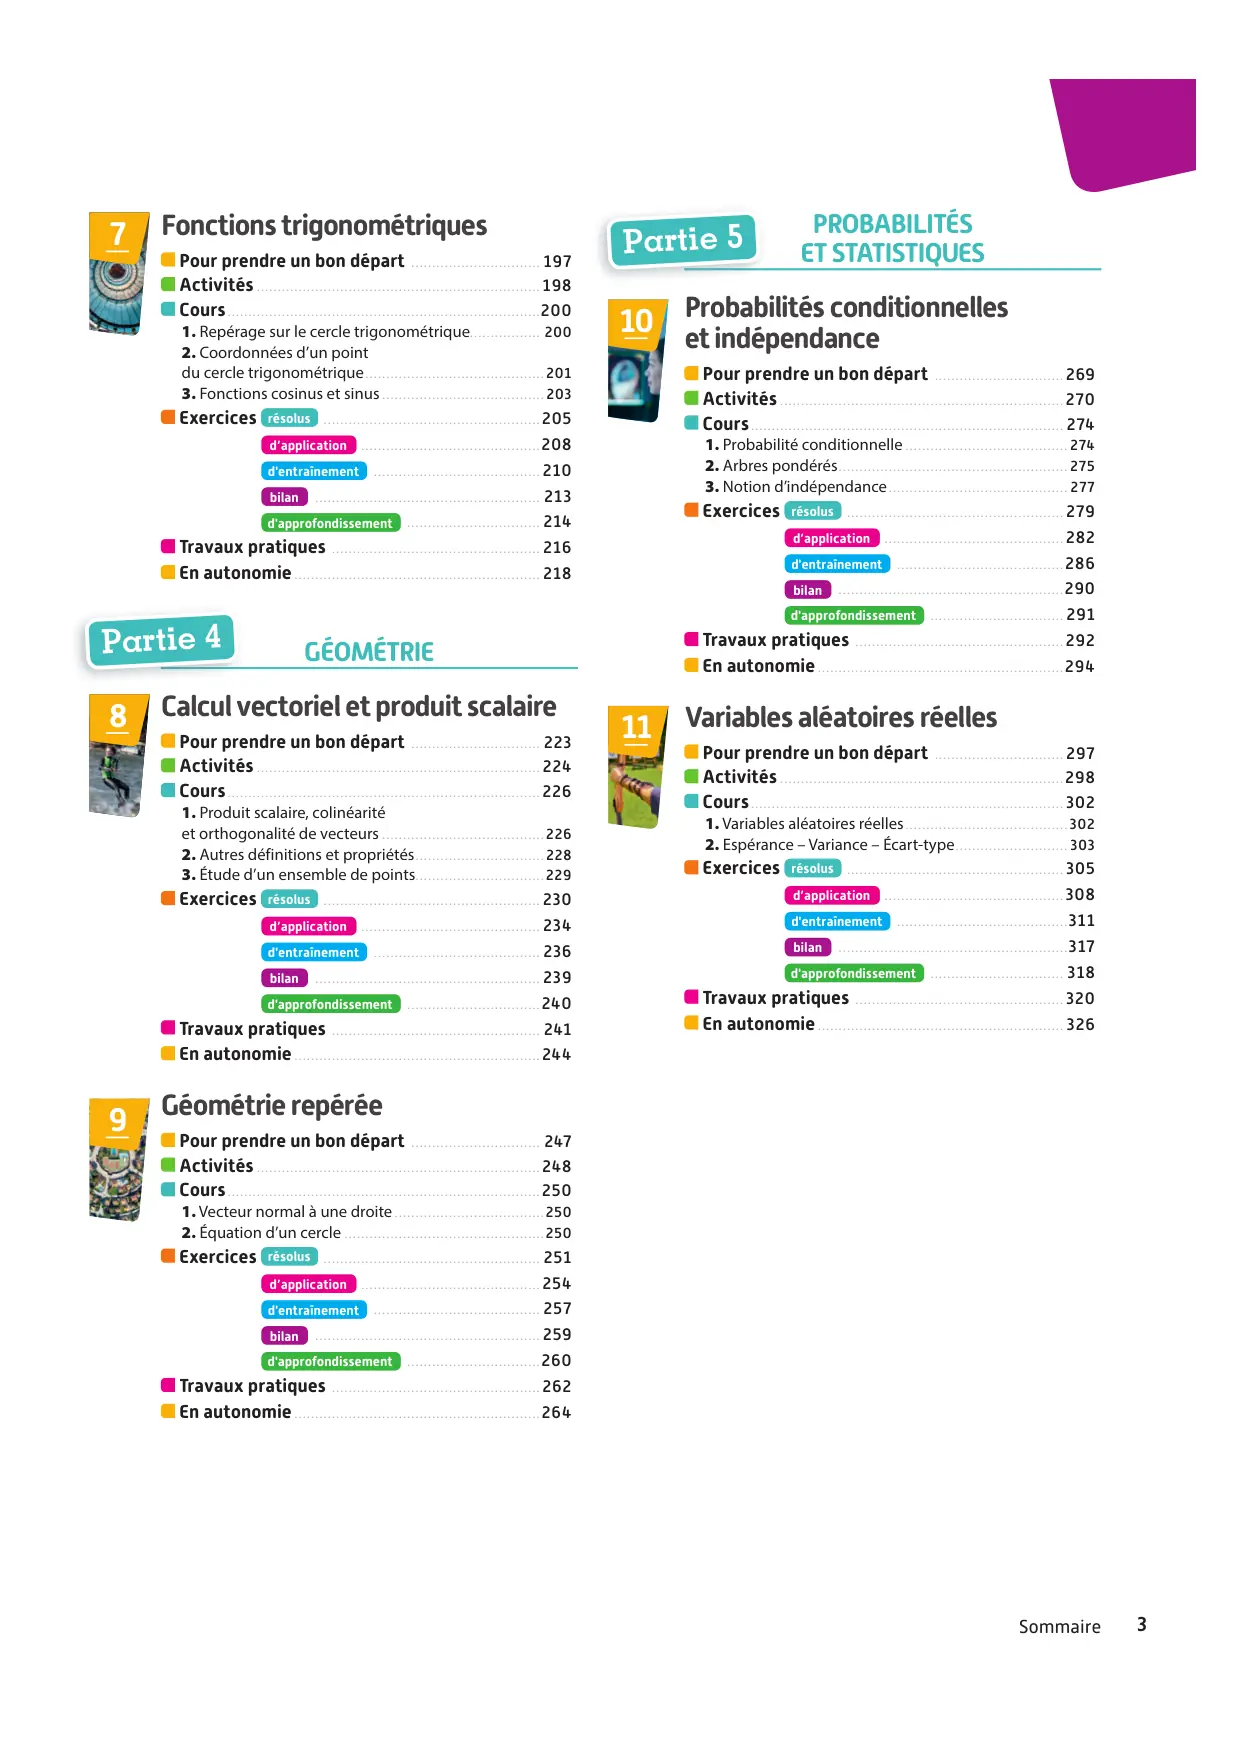 7
Fonctions trigonométriques
Pour prendre un bon départ 197
Activités 198
Cours 200
1. Repérage sur le cercle trigonométrique 200
2. Coordonnées d'un point
du cercle trigonométrique 201
3. Fonctions cosinus et sinus 203
Exercices résolus 205
d'application 208
d'entraînement 210
bilan 213
d'approfondissement 214
Travaux pratiques 216
En autonomie 218
Partie 4
GÉOMÉTRIE
8
Calcul vectoriel et produit scalaire
Pour prendre un bon départ 223
Activités 224
Cours 226
1. Produit scalaire, colinéarité
et orthogonalité de vecteurs 226
2. Autres définitions et propriétés 228
3. Étude d'un ensemble de points 229
Exercices résolus 230
d'application 234
d'entraînement 236
bilan 239
d'approfondissement 240
Travaux pratiques 241
En autonomie 244
9
Géométrie repérée
Pour prendre un bon départ 247
Activités 248
Cours 250
1. Vecteur normal à une droite 250
2. Équation d'un cercle 250
Exercices résolus 251
d'application 254
d'entraînement 257
bilan 259
d'approfondissement 260
Travaux pratiques 262
En autonomie 264
Partie 5
PROBABILITÉS
ET STATISTIQUES
10
Probabilités conditionnelles
et indépendance
Pour prendre un bon départ 269
Activités 270
Cours 274
1. Probabilité conditionnelle 274
2. Arbres pondérés 275
3. Notion d'indépendance 277
Exercices résolus 279
d'application 282
d'entraînement 286
bilan 290
d'approfondissement 291
Travaux pratiques 292
En autonomie 294
11
Variables aléatoires réelles
Pour prendre un bon départ 297
Activités 298
Cours 302
1. Variables aléatoires réelles 302
2. Espérance – Variance – Écart-type 303
Exercices résolus 305
d'application 308
d'entraînement 311
bilan 317
d'approfondissement 318
Travaux pratiques 320
En autonomie 326
Sommaire 3